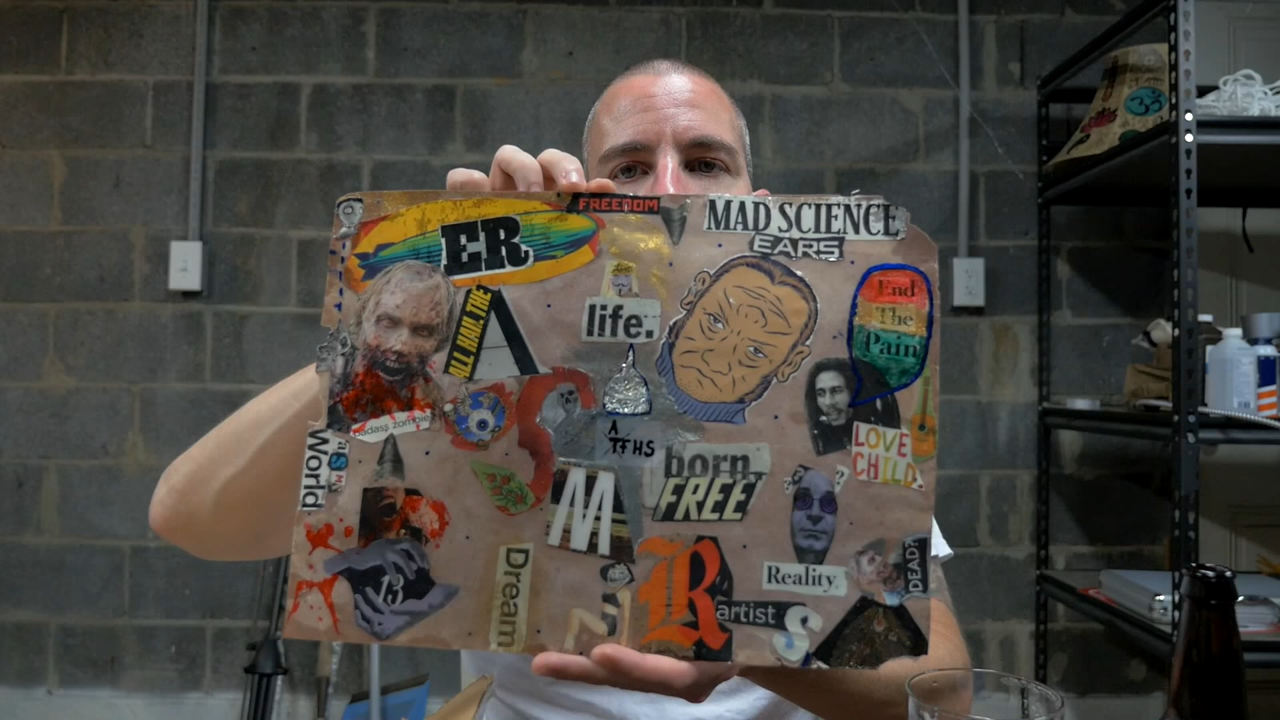 FREEDOM
MAD SCIENCE
EARS
ER
End
The
Pain
ALL HAIL THE
A
life.
badass zombie
A
TFHS
LOVE
CHILD.
World
born
FREE
M
? ?
13
Dream
Reality.
DEAD?
R
artist
S